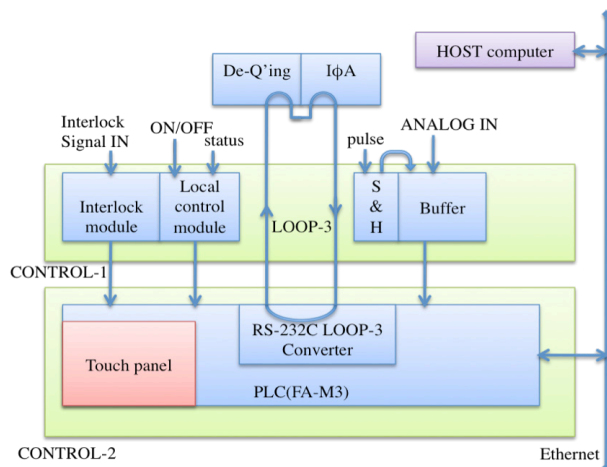 HOST computer
De-Q'ing
IφA
Interlock
Signal IN
ON/OFF
status
pulse
ANALOG IN
Interlock
module
Local
control
module
LOOP-3
S
&
H
Buffer
CONTROL-1
RS-232C LOOP-3
Converter
Touch panel
PLC(FA-M3)
CONTROL-2
Ethernet